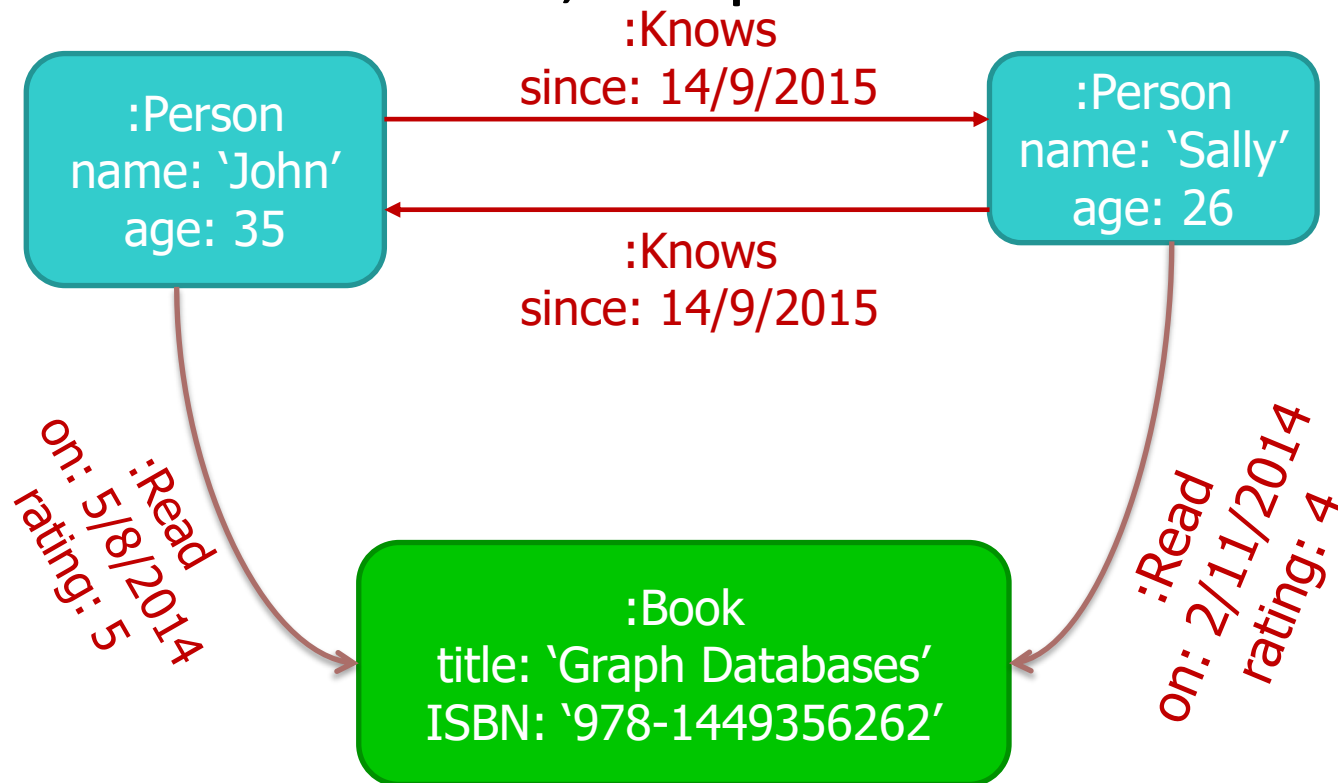 :Knows
since: 14/9/2015
:Person
name: ‘John’
age: 35
:Person
name: ‘Sally’
age: 26
:Knows
since: 14/9/2015
:Read
on: 5/8/2014
rating: 5
:Read
on: 2/11/2014
rating: 4
:Book
title: ‘Graph Databases’
ISBN: ‘978-1449356262’